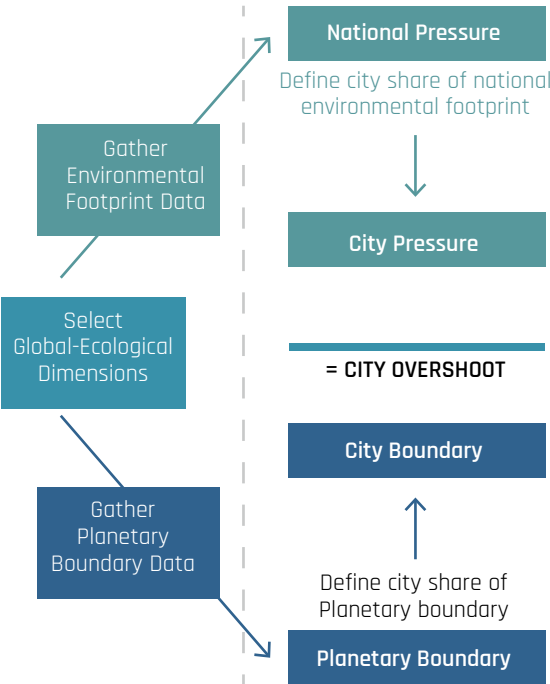 National Pressure
Define city share of national
environmental footprint
Gather
Environmental
Footprint Data
City Pressure
Select
Global-Ecological
Dimensions
= CITY OVERSHOOT
City Boundary
Gather
Planetary
Boundary Data
Define city share of
Planetary boundary
Planetary Boundary